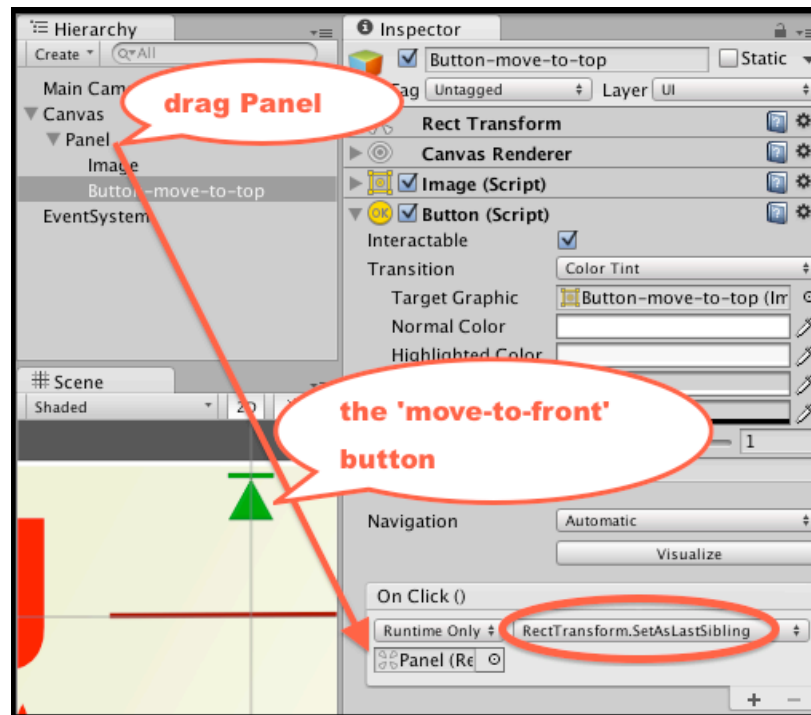 Hierarchy
Create
All
Main Cam
drag Panel
Canvas
Panel
Image
Button-move-to-top
EventSystem
Inspector
Button-move-to-top
Static
ag Untagged
Layer UI
Rect Transform
Canvas Renderer
Image (Script)
OK Button (Script)
Interactable
Transition
Color Tint
Target Graphic
Button-move-to-top (Im
Normal Color
Highlighted Color
the 'move-to-front'
button
1
Navigation
Automatic
Visualize
Scene
Shaded
2D
On Click ()
Runtime Only
RectTransform.SetAsLastSibling
Panel (Re